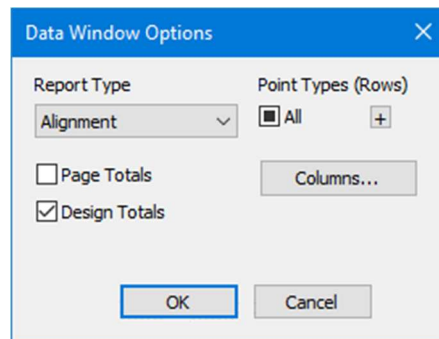 Data Window Options
Report Type
Point Types (Rows)
Alignment
All
+
Page Totals
Columns...
Design Totals
OK
Cancel